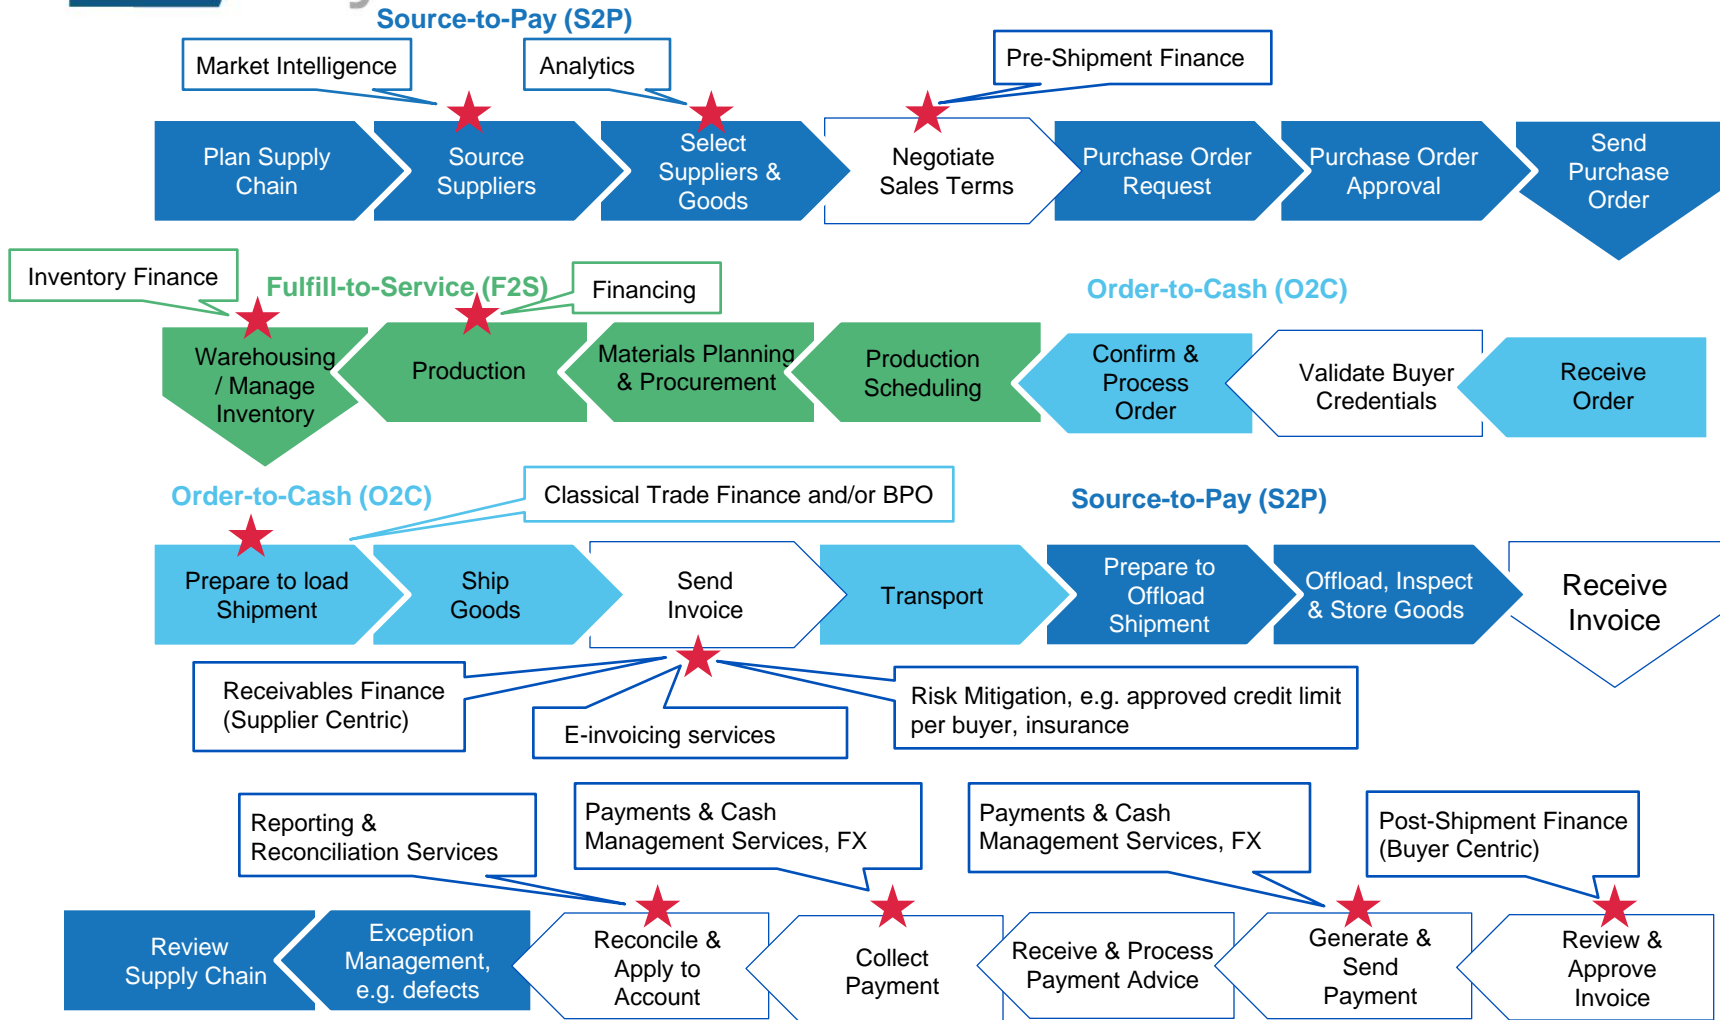 Source-to-Pay (S2P)
Market Intelligence
Analytics
Pre-Shipment Finance
Plan Supply
Chain
Source
Suppliers
Select
Suppliers &
Goods
Negotiate
Sales Terms
Purchase Order
Request
Purchase Order
Approval
Send
Purchase
Order
Inventory Finance
Fulfill-to-Service (F2S)
Financing
Order-to-Cash (O2C)
Warehousing
/ Manage
Inventory
Production
Materials Planning
& Procurement
Production
Scheduling
Confirm &
Process
Order
Validate Buyer
Credentials
Receive
Order
Order-to-Cash (O2C)
Classical Trade Finance and/or BPO
Source-to-Pay (S2P)
Prepare to load
Shipment
Ship
Goods
Send
Invoice
Transport
Prepare to
Offload
Shipment
Offload, Inspect
& Store Goods
Receive
Invoice
Receivables Finance
(Supplier Centric)
E-invoicing services
Risk Mitigation, e.g. approved credit limit
per buyer, insurance
Reporting &
Reconciliation Services
Payments & Cash
Management Services, FX
Payments & Cash
Management Services, FX
Post-Shipment Finance
(Buyer Centric)
Review
Supply Chain
Exception
Management,
e.g. defects
Reconcile &
Apply to
Account
Collect
Payment
Receive & Process
Payment Advice
Generate &
Send
Payment
Review &
Approve
Invoice